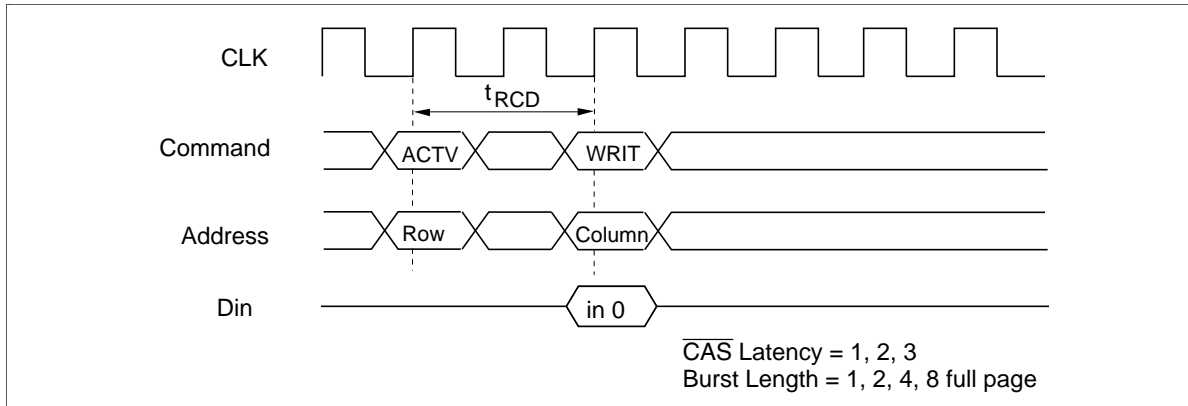 CLK
tRCD
Command
ACTV
WRIT
Address
Row
Column
Din
in 0
CAS Latency = 1, 2, 3
Burst Length = 1, 2, 4, 8 full page